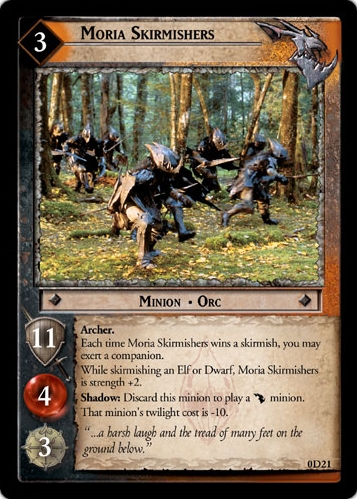 3
Moria Skirmishers
Minion • Orc
11
4
3
Archer.
Each time Moria Skirmishers wins a skirmish, you may
exert a companion.
While skirmishing an Elf or Dwarf, Moria Skirmishers
is strength +2.
Shadow: Discard this minion to play a minion.
That minion's twilight cost is -10.
"...a harsh laugh and the tread of many feet on the
ground below."
0D21